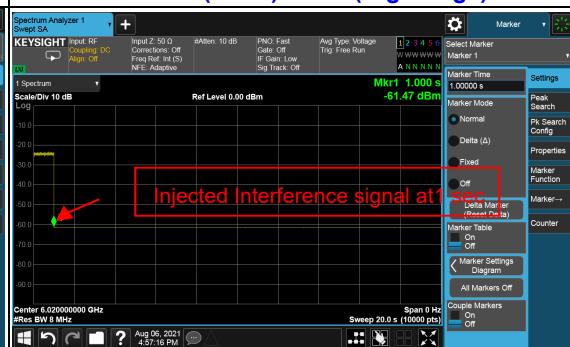 Spectrum Analyzer 1
Swept SA
Marker
KEYSIGHT
Input: RF
Coupling: DC
Align: Off
Input Z: 50 Ω
Corrections: Off
Freq Ref: Int (S)
NFE: Adaptive
#Atten: 10 dB
PNO: Fast
Gate: Off
IF Gain: Low
Sig Track: Off
Avg Type: Voltage
Trig: Free Run
1 2 3 4 5 6
W W W W W W
A N N N N N
Select Marker
Marker 1
1 Spectrum
Scale/Div 10 dB
Log
Ref Level 0.00 dBm
Mkr1 1.000 s
-61.47 dBm
-10.0
-20.0
-30.0
-40.0
-50.0
-60.0
-70.0
-80.0
-90.0
Injected Interference signal at1 sec
Center 6.020000000 GHz
#Res BW 8 MHz
Span 0 Hz
Sweep 20.0 s (10000 pts)
Marker Time
1.00000 s
Marker Mode
Normal
Delta (Δ)
Fixed
Off
Delta Marker
(Reset Delta)
Marker Table
On
Off
Marker Settings
Diagram
All Markers Off
Couple Markers
On
Off
Settings
Peak
Search
Pk Search
Config
Properties
Marker
Function
Marker→
Counter
Aug 06, 2021
4:57:16 PM